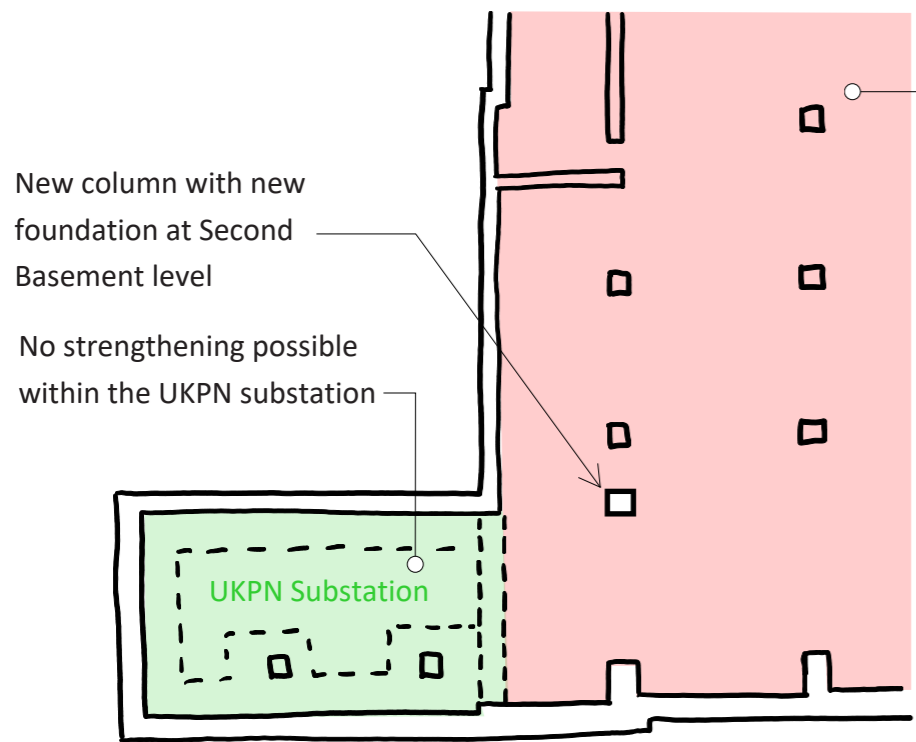 New column with new
foundation at Second
Basement level
No strengthening possible
within the UKPN substation
UKPN Substation